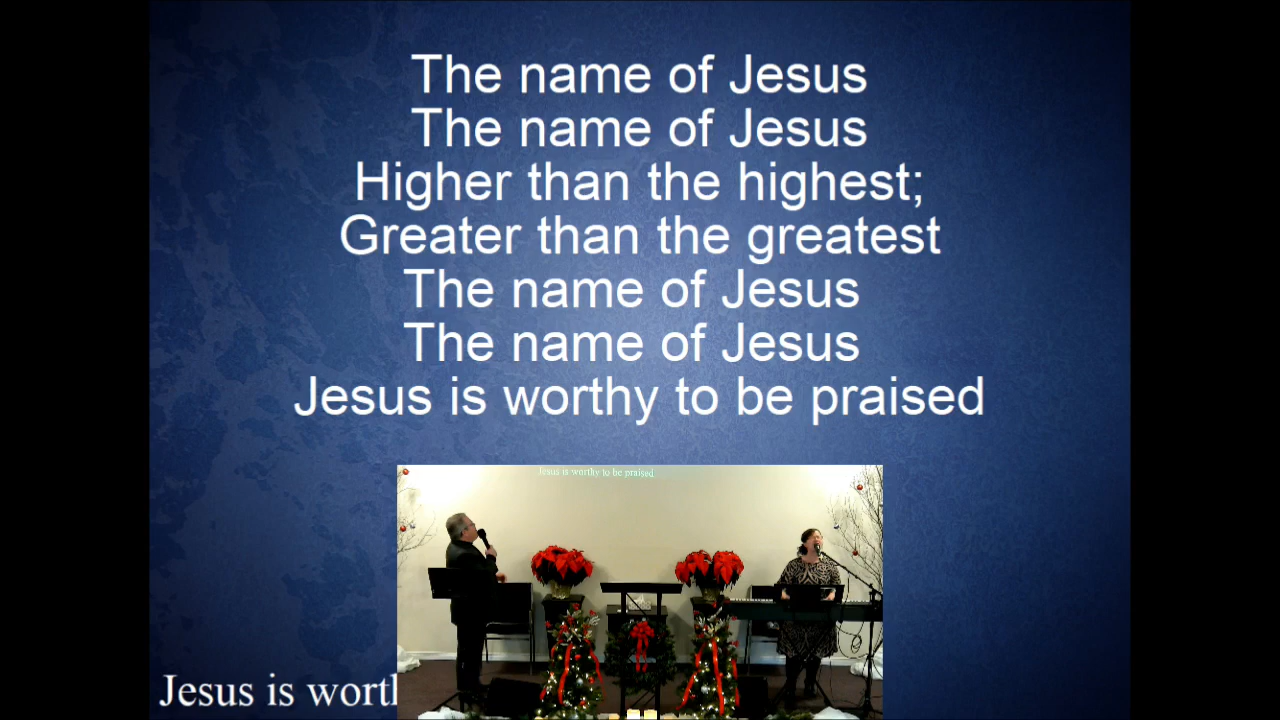 The name of Jesus
The name of Jesus
Higher than the highest;
Greater than the greatest
The name of Jesus
The name of Jesus
Jesus is worthy to be praised
Jesus is worthy to be praised
Jesus is worth